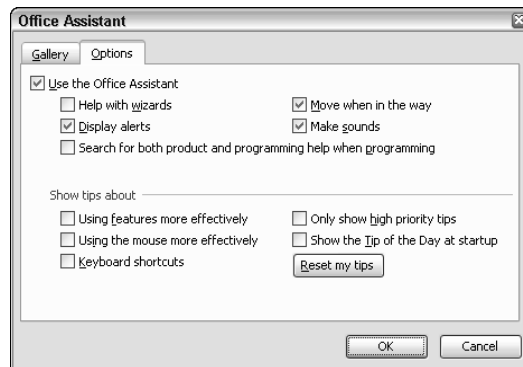 Office Assistant
Gallery
Options
Use the Office Assistant
Help with wizards
Move when in the way
Display alerts
Make sounds
Search for both product and programming help when programming
Show tips about
Using features more effectively
Only show high priority tips
Using the mouse more effectively
Show the Tip of the Day at startup
Keyboard shortcuts
Reset my tips
OK
Cancel